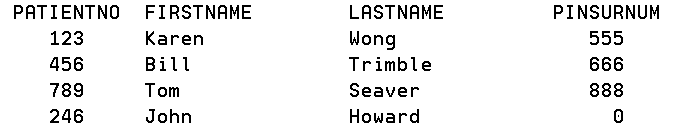 PATIENTNO FIRSTNAME LASTNAME PINSURNUM
123 Karen Wong 555
456 Bill Trimble 666
789 Tom Seaver 888
246 John Howard 0